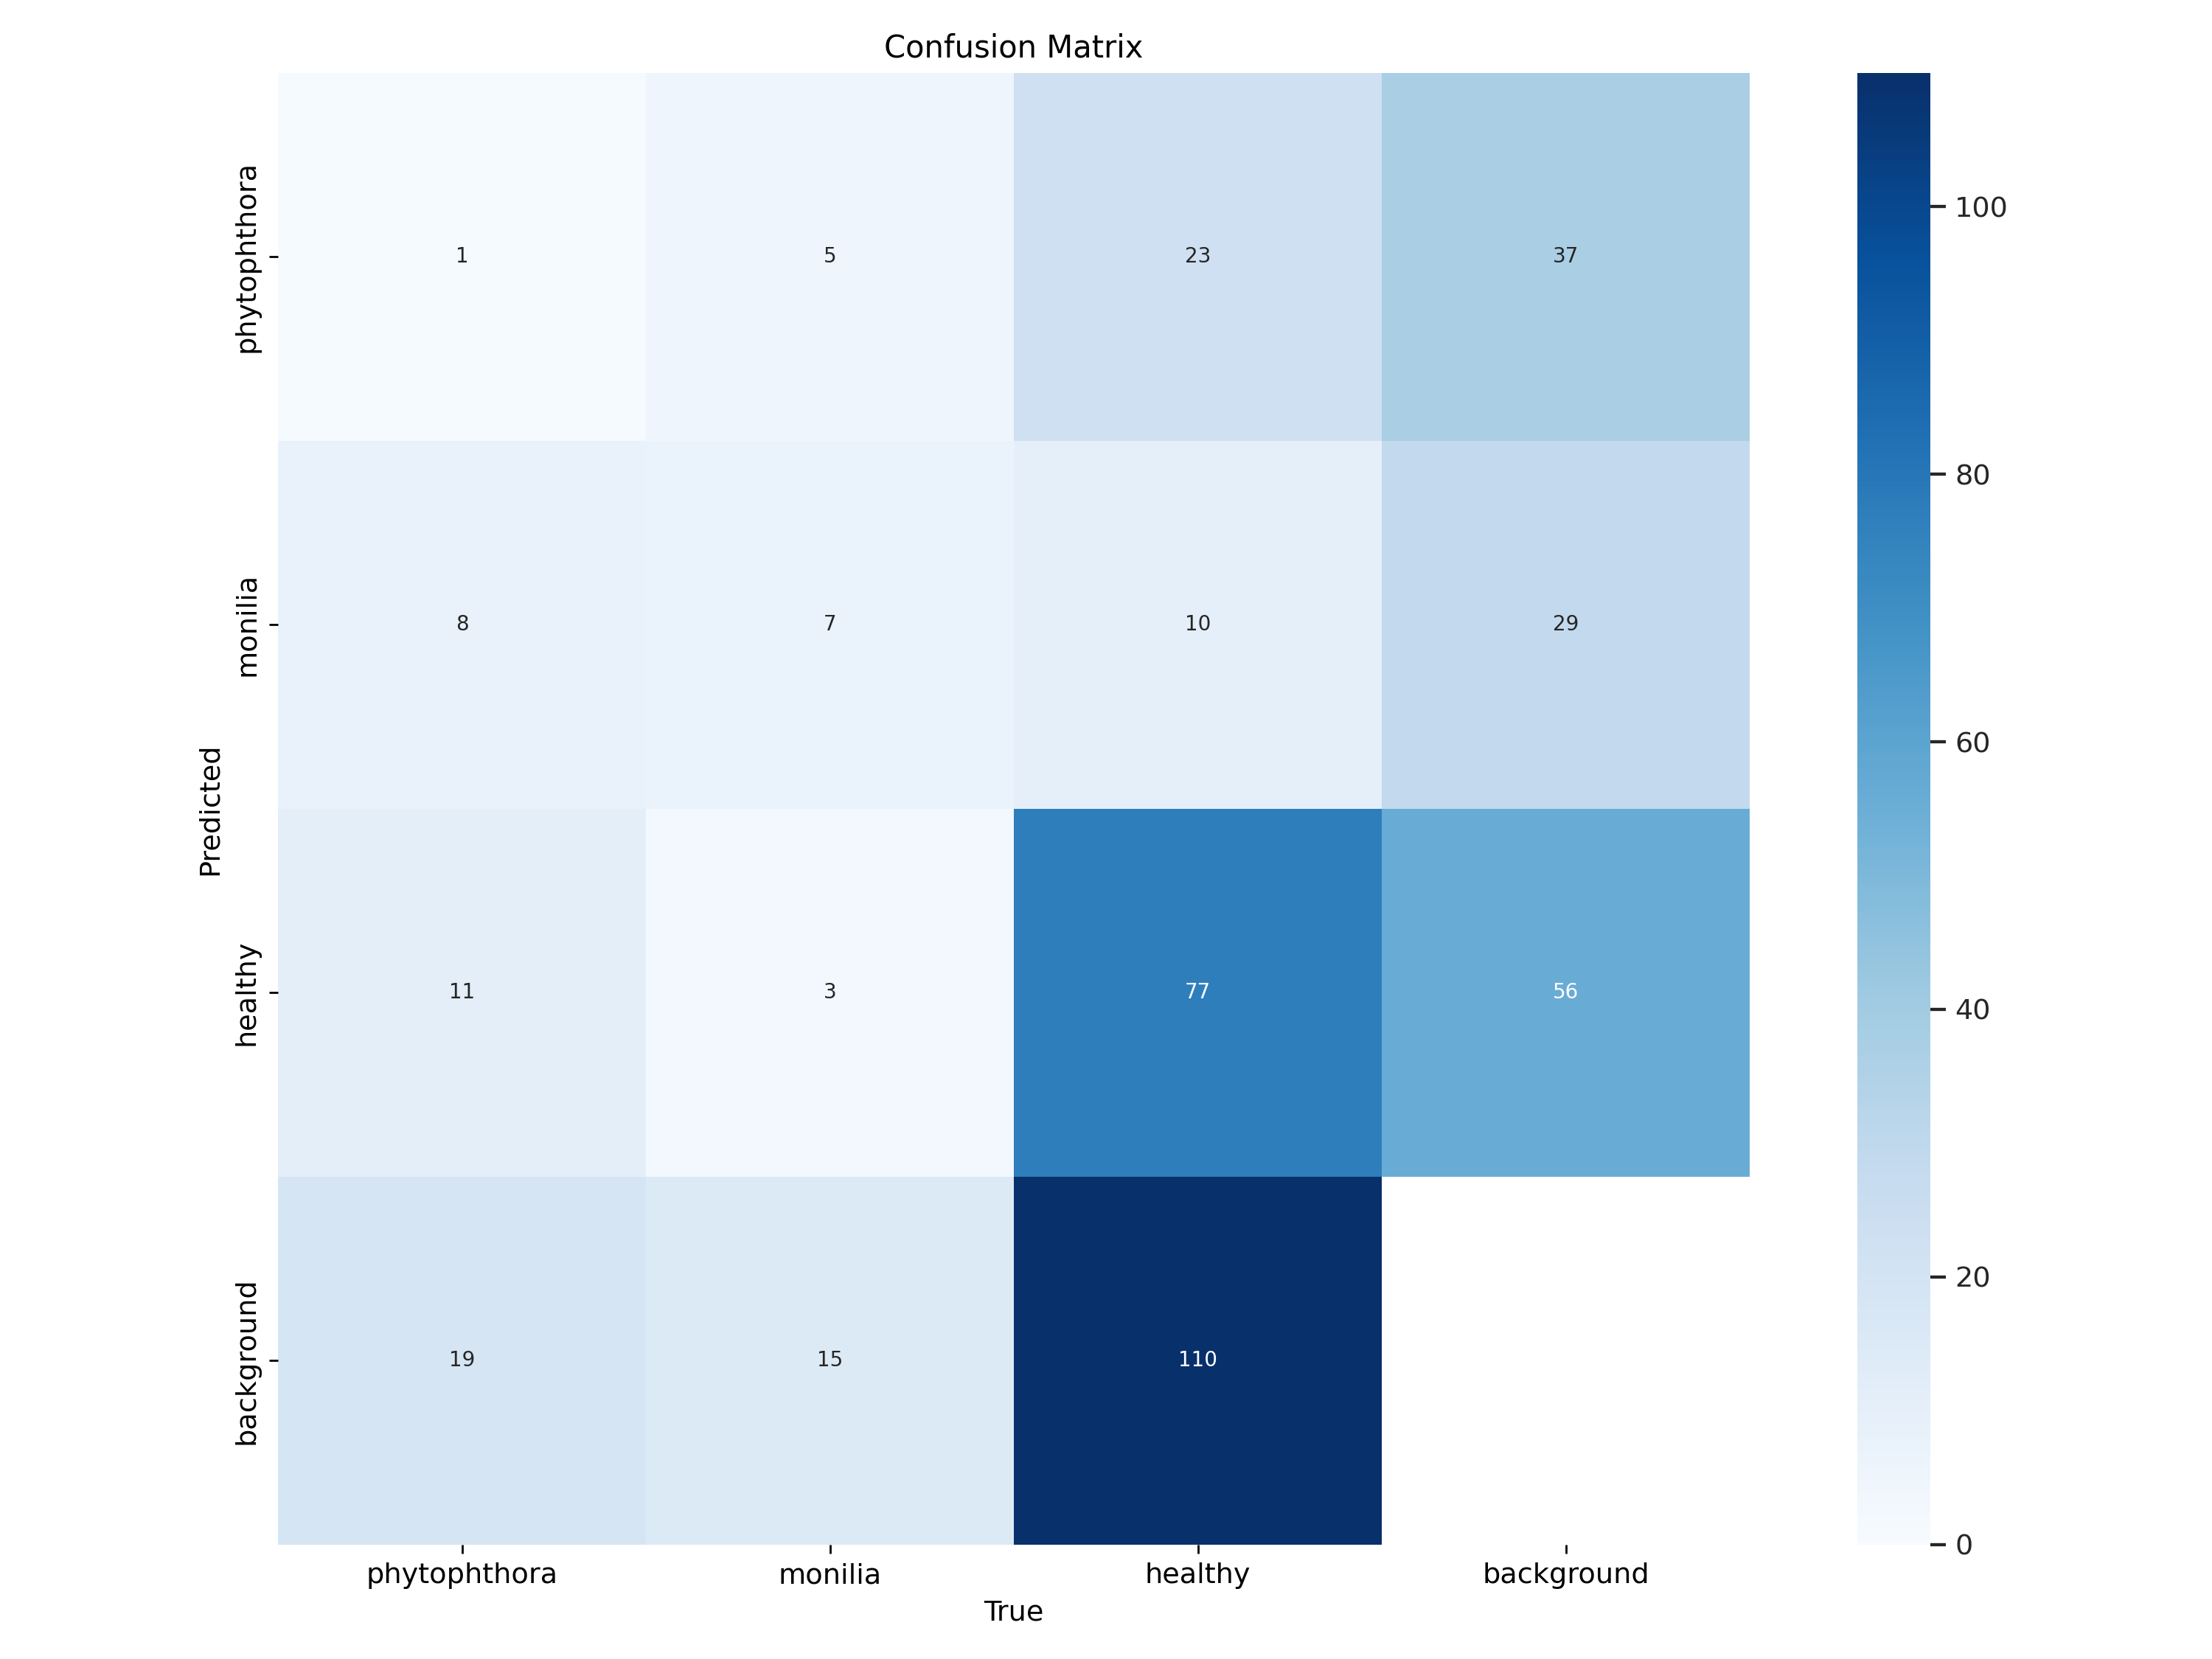 Confusion Matrix
phytophthora
1
5
23
37
monilia
8
7
10
29
healthy
11
3
77
56
background
19
15
110
phytophthora
monilia
healthy
background
True
Predicted
100
80
60
40
20
0